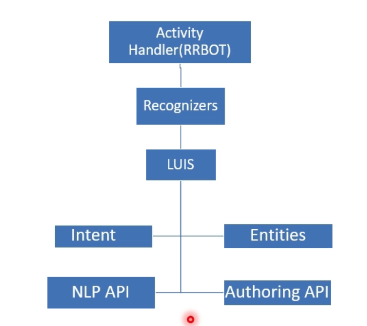 Activity
Handler(RRBOT)
Recognizers
LUIS
Intent
Entities
NLP API
Authoring API